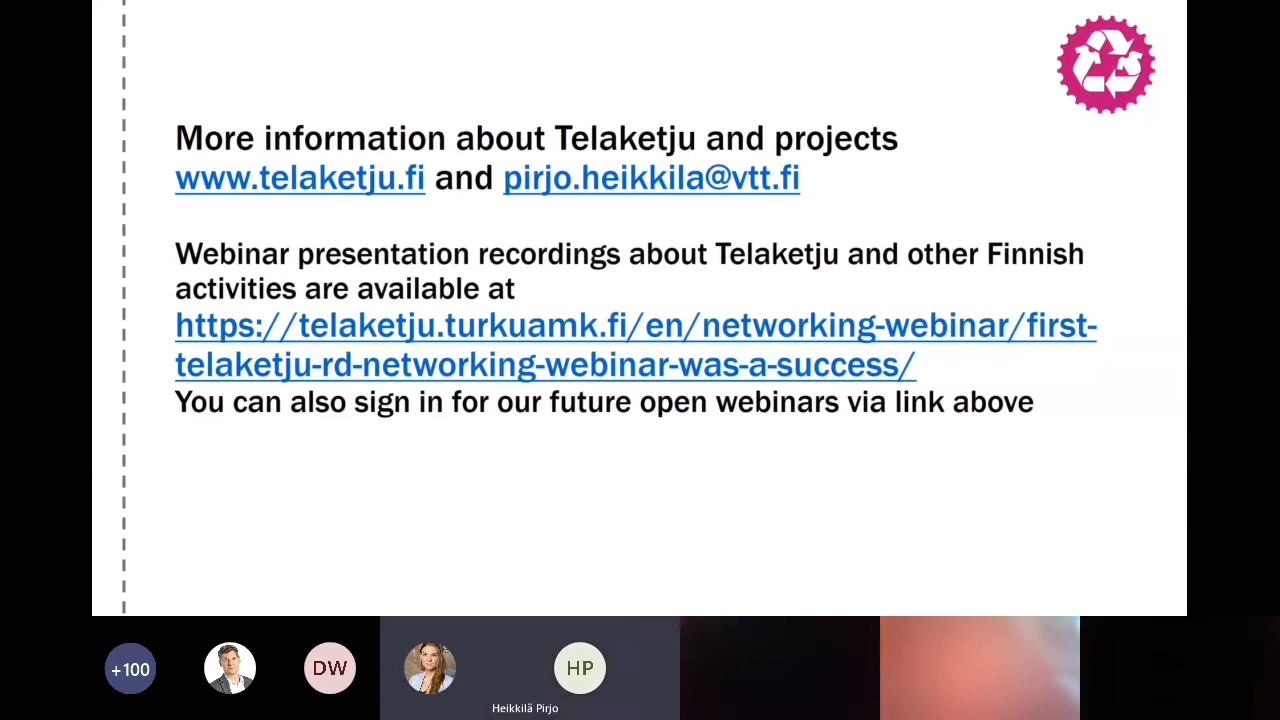 More information about Telaketju and projects
www.telaketju.fi and pirjo.heikkila@vtt.fi
Webinar presentation recordings about Telaketju and other Finnish
activities are available at
https://telaketju.turkuamk.fi/en/networking-webinar/first-
telaketju-rd-networking-webinar-was-a-success/
You can also sign in for our future open webinars via link above
+100
DW
HP
Heikkilä Pirjo